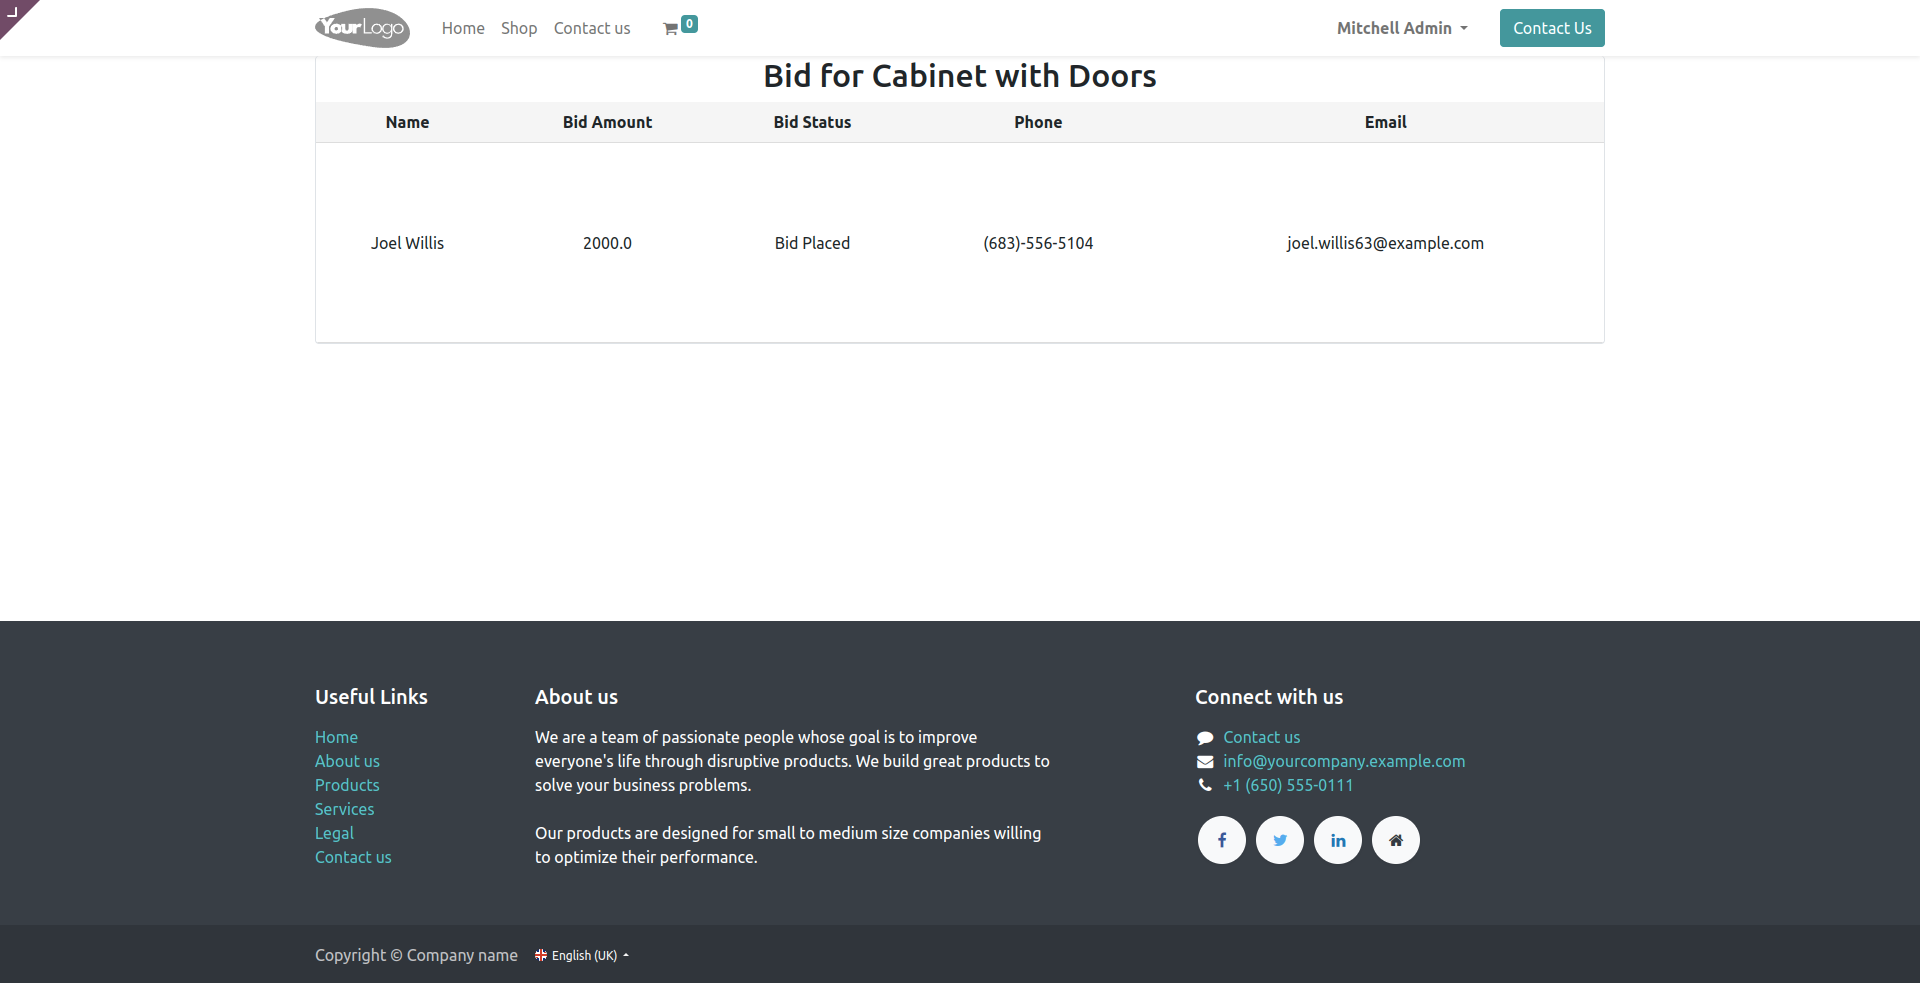 YourLogo Home Shop Contact us 0 Mitchell Admin Contact Us
Bid for Cabinet with Doors
Name Bid Amount Bid Status Phone Email
Joel Willis 2000.0 Bid Placed (683)-556-5104 joel.willis63@example.com
Useful Links
Home
About us
Products
Services
Legal
Contact us
About us
We are a team of passionate people whose goal is to improve
everyone's life through disruptive products. We build great products to
solve your business problems.
Our products are designed for small to medium size companies willing
to optimize their performance.
Connect with us
Contact us
info@yourcompany.example.com
+1 (650) 555-0111
Copyright © Company name English (UK)